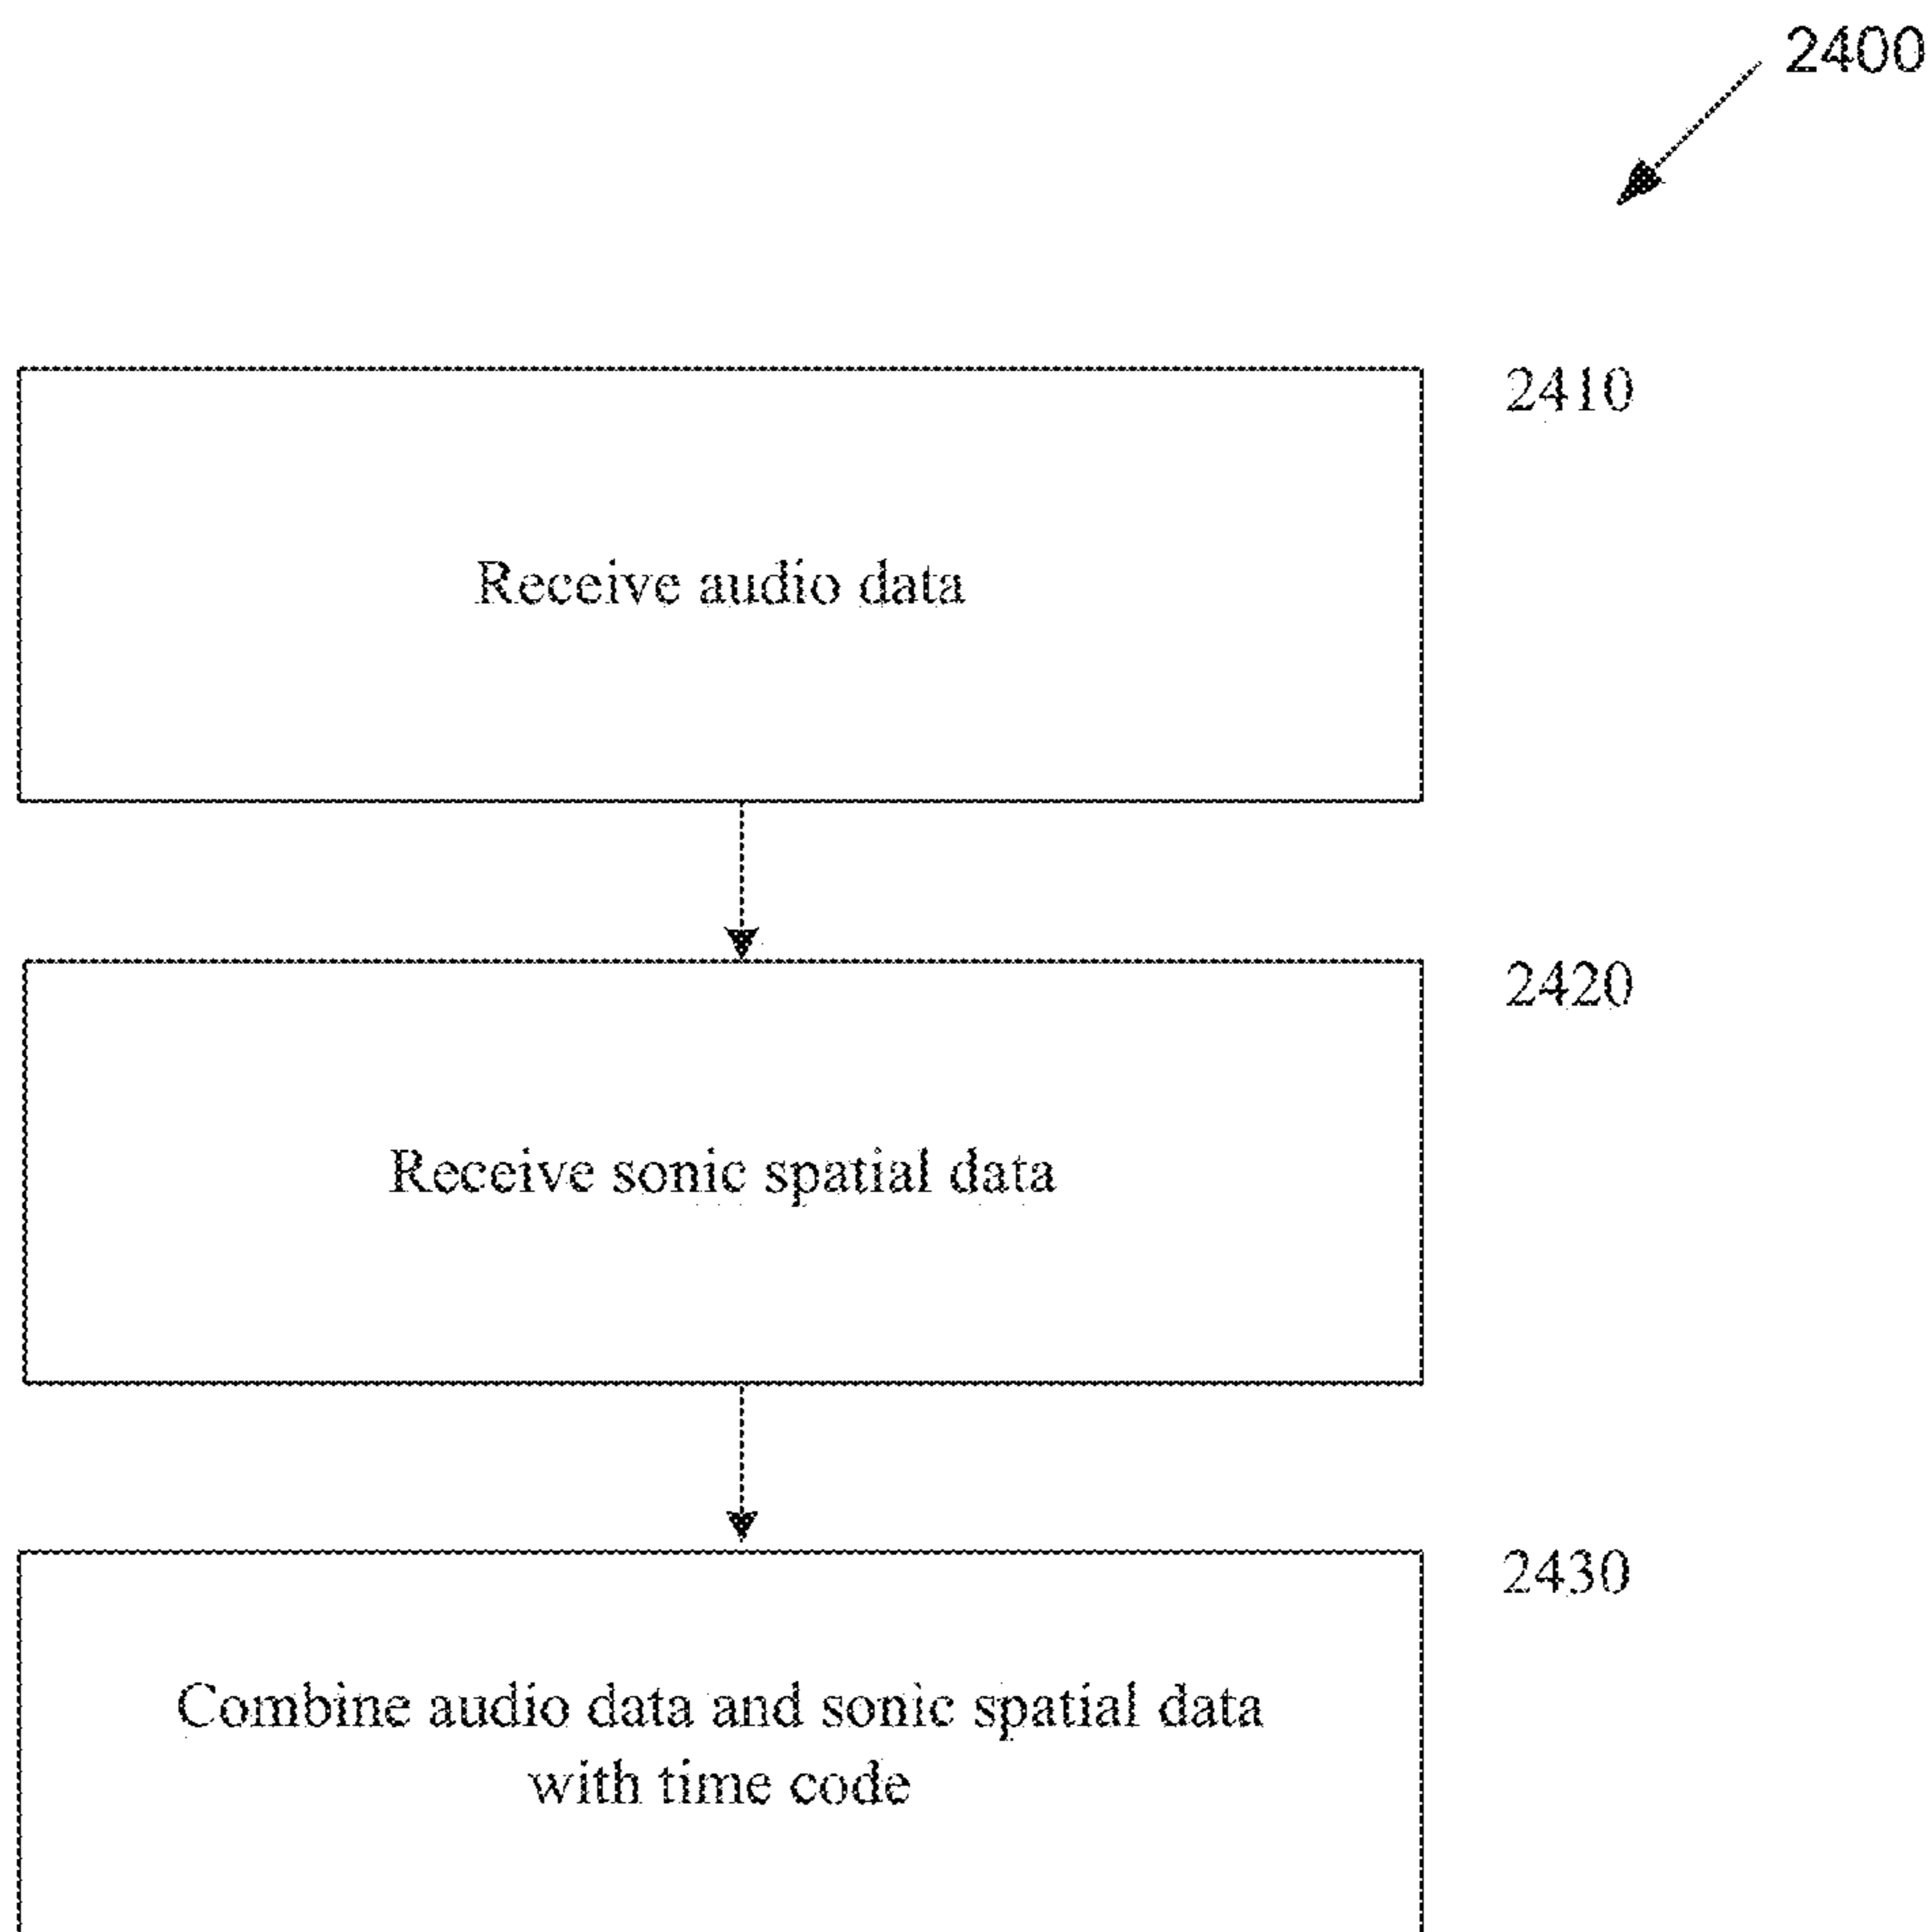 2400
2410
Receive audio data
2420
Receive sonic spatial data
2430
Combine audio data and sonic spatial data
with time code